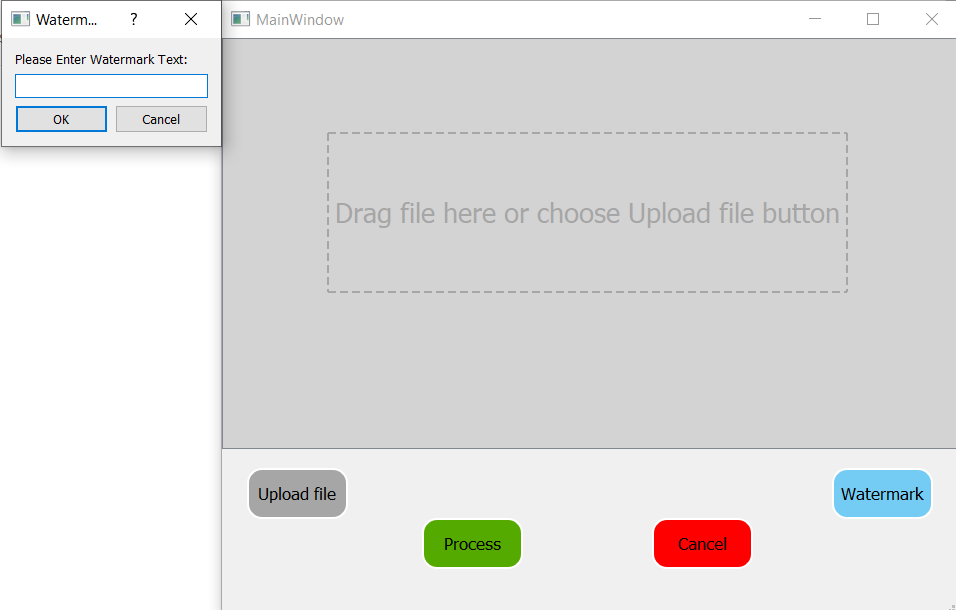 Waterm... ?
MainWindow
Please Enter Watermark Text:
OK Cancel
Drag file here or choose Upload file button
Upload file
Watermark
Process
Cancel